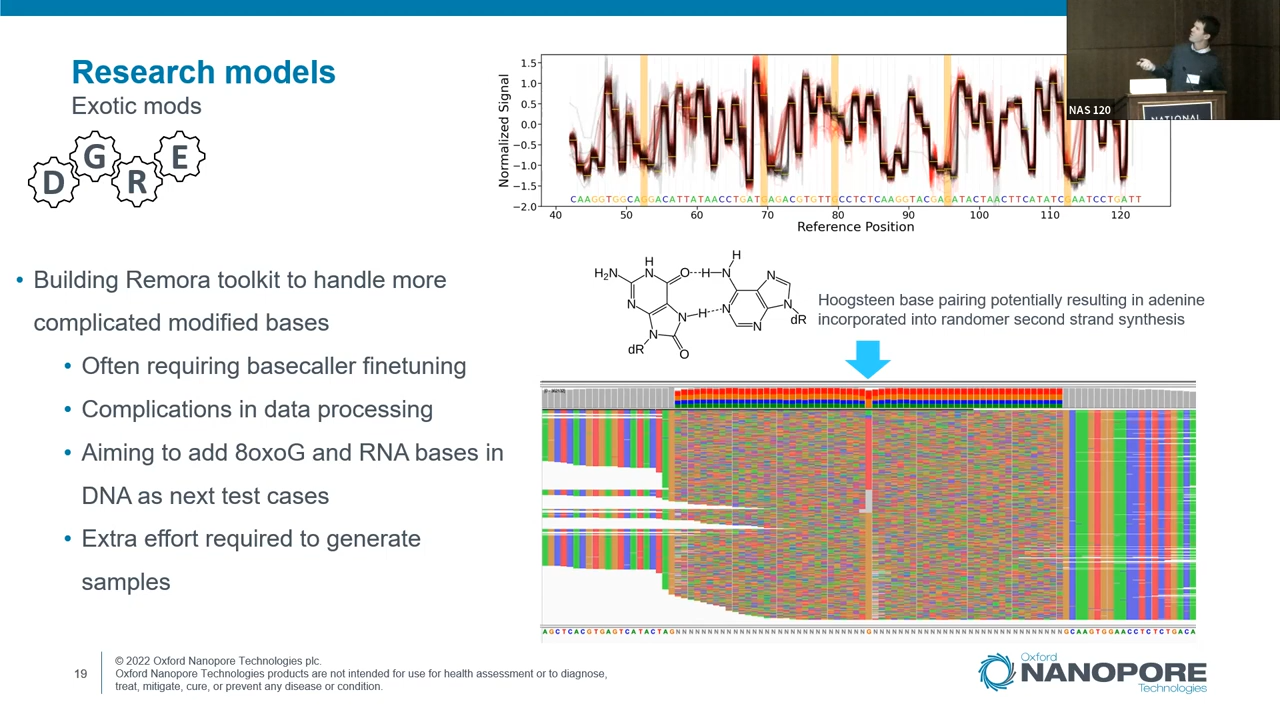 Research models
Exotic mods
D G R E
• Building Remora toolkit to handle more
complicated modified bases
• Often requiring basecaller finetuning
• Complications in data processing
• Aiming to add 8oxoG and RNA bases in
DNA as next test cases
• Extra effort required to generate
samples
Normalized Signal
1.5
1.0
0.5
0.0
−0.5
−1.0
−1.5
−2.0
40 50 60 70 80 90 100 110 120
Reference Position
NAS 120
NATIONAL
H
H₂N N O H N
N N H N N
N N dR
dR O
H
N
Hoogsteen base pairing potentially resulting in adenine
incorporated into randomer second strand synthesis
AGCTCACGTGAGTCATACTAGNNNNNNNNNNNNNNNNNNNNNNNNNNNNNNGNNNNNNNNNNNNNNNNNNNNNNNNNNNNNNGCAAGTGGAACCTCTCTGACA
19
© 2022 Oxford Nanopore Technologies plc.
Oxford Nanopore Technologies products are not intended for use for health assessment or to diagnose,
treat, mitigate, cure, or prevent any disease or condition.
Oxford
NANOPORE
Technologies